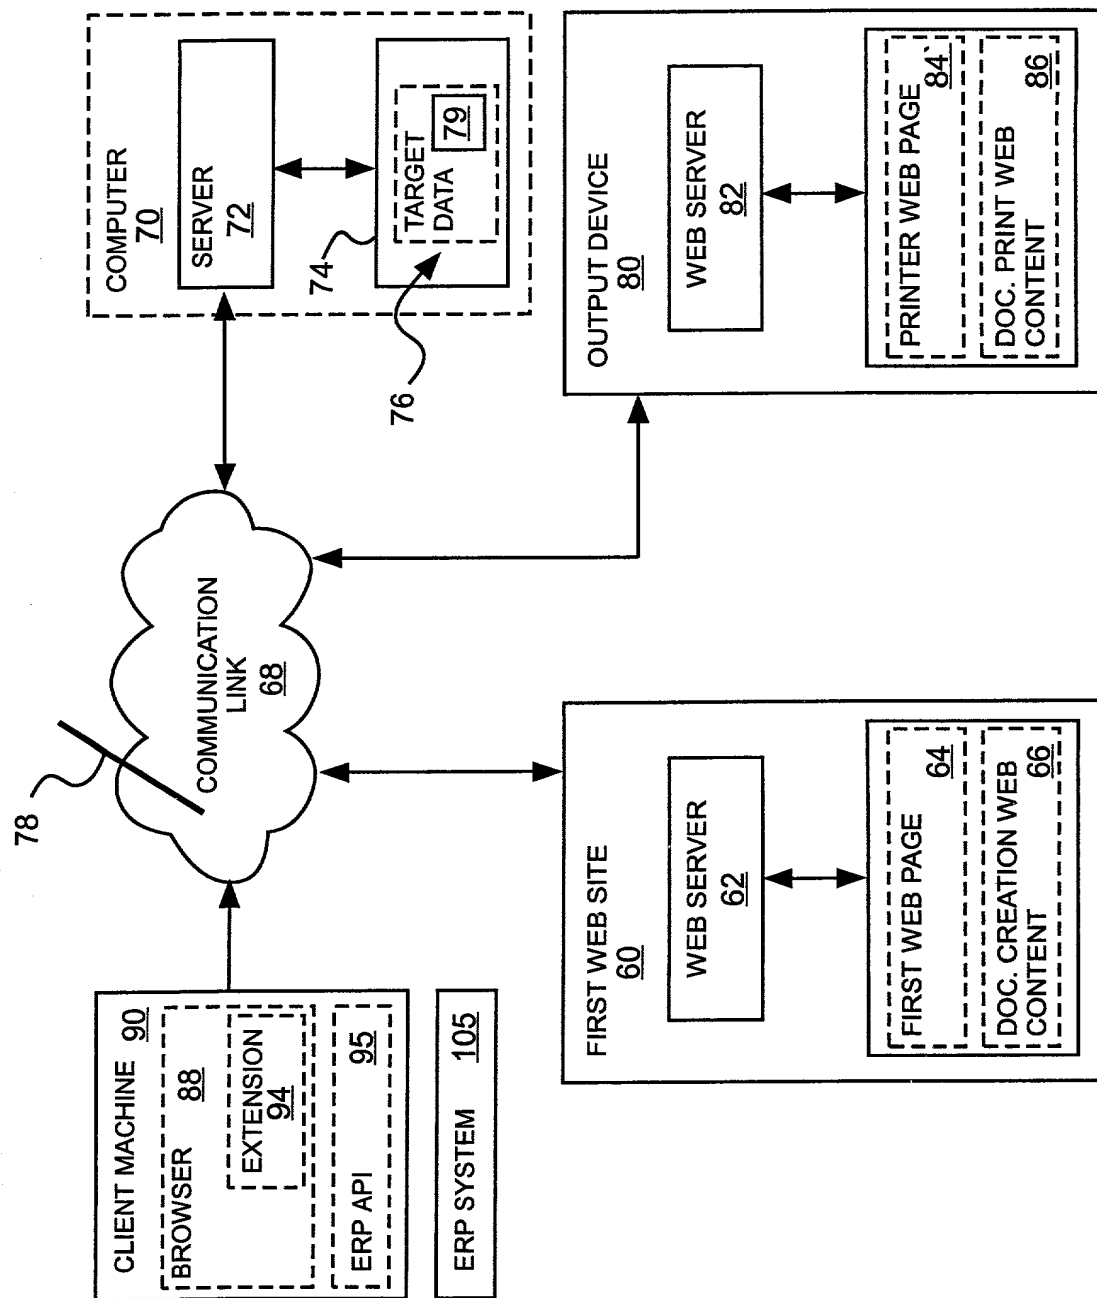 CLIENT MACHINE 90
BROWSER 88
EXTENSION
94
ERP API 95
ERP SYSTEM 105
78
COMMUNICATION
LINK
68
COMPUTER
70
SERVER
72
74
76
TARGET
DATA
79
FIRST WEB SITE
60
WEB SERVER
62
FIRST WEB PAGE 64
DOC. CREATION WEB
CONTENT 66
OUTPUT DEVICE
80
WEB SERVER
82
PRINTER WEB PAGE 84`
DOC. PRINT WEB
CONTENT 86